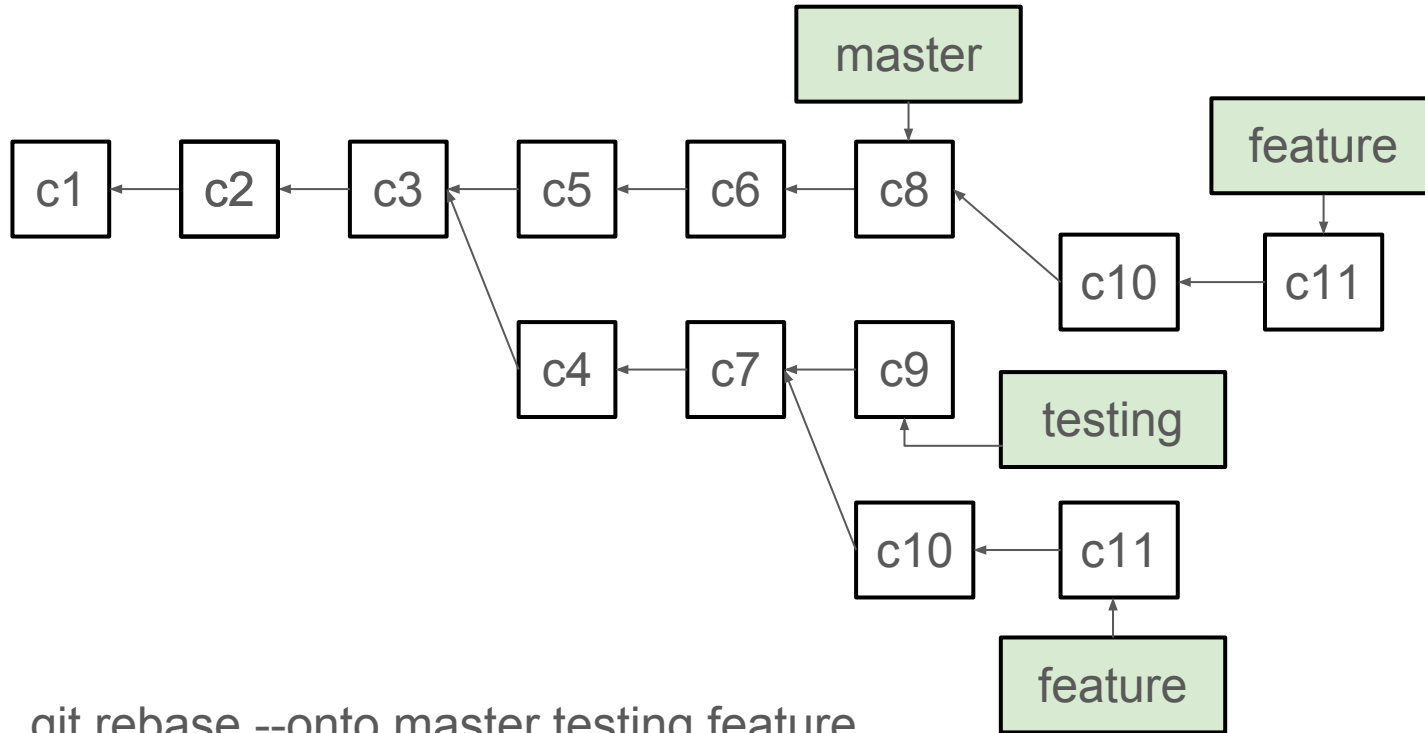 master
feature
c1
c2
c3
c5
c6
c8
c10
c11
c4
c7
c9
testing
c10
c11
feature
git rebase --onto master testing feature